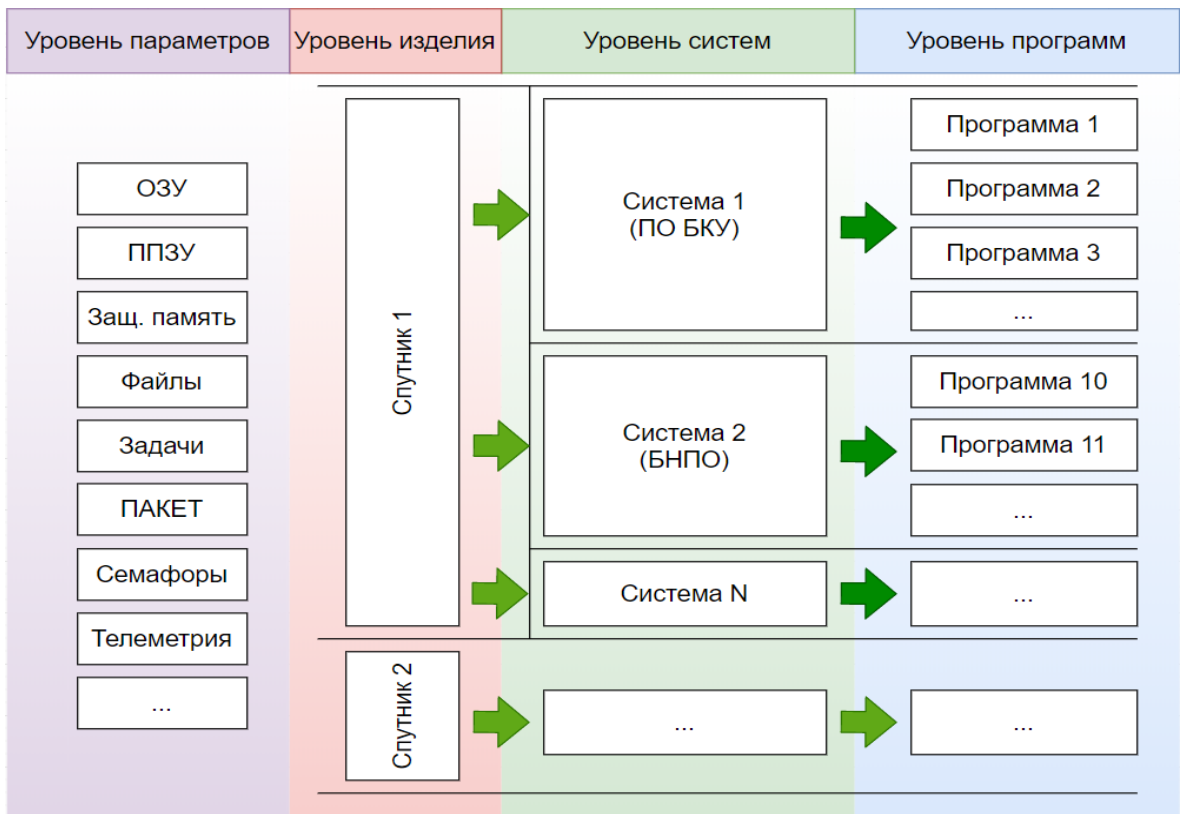 Уровень параметров
Уровень изделия
Уровень систем
Уровень программ
ОЗУ
ППЗУ
Защ. память
Файлы
Задачи
ПАКЕТ
Семафоры
Телеметрия
...
Спутник 1
Система 1
(ПО БКУ)
Программа 1
Программа 2
Программа 3
...
Система 2
(БНПО)
Программа 10
Программа 11
...
Система N
...
Спутник 2
...
...